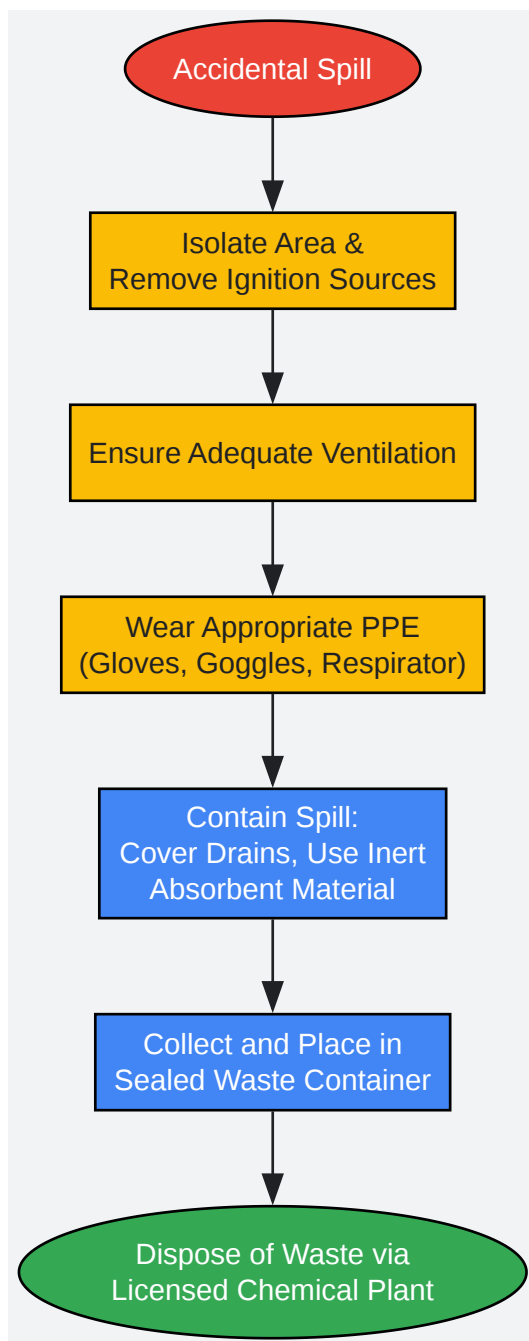 Accidental Spill
Isolate Area &
Remove Ignition Sources
Ensure Adequate Ventilation
Wear Appropriate PPE
(Gloves, Goggles, Respirator)
Contain Spill:
Cover Drains, Use Inert
Absorbent Material
Collect and Place in
Sealed Waste Container
Dispose of Waste via
Licensed Chemical Plant